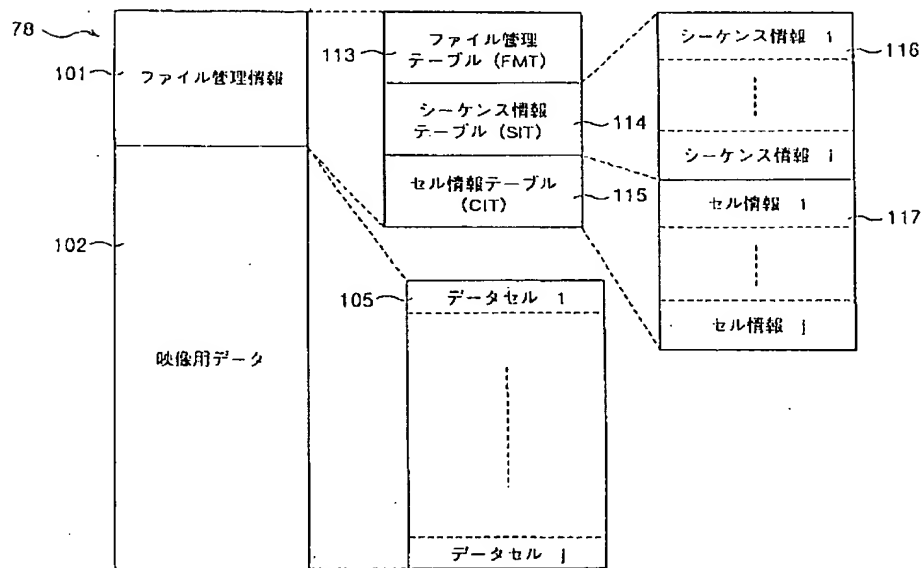 78
101
ファイル管理情報
102
映像用データ
113
ファイル管理
テーブル (FMT)
シーケンス情報
テーブル (SIT)
114
セル情報テーブル
(CIT)
115
シーケンス情報 1
116
シーケンス情報 i
セル情報 1
117
セル情報 j
105
データセル 1
データセル j